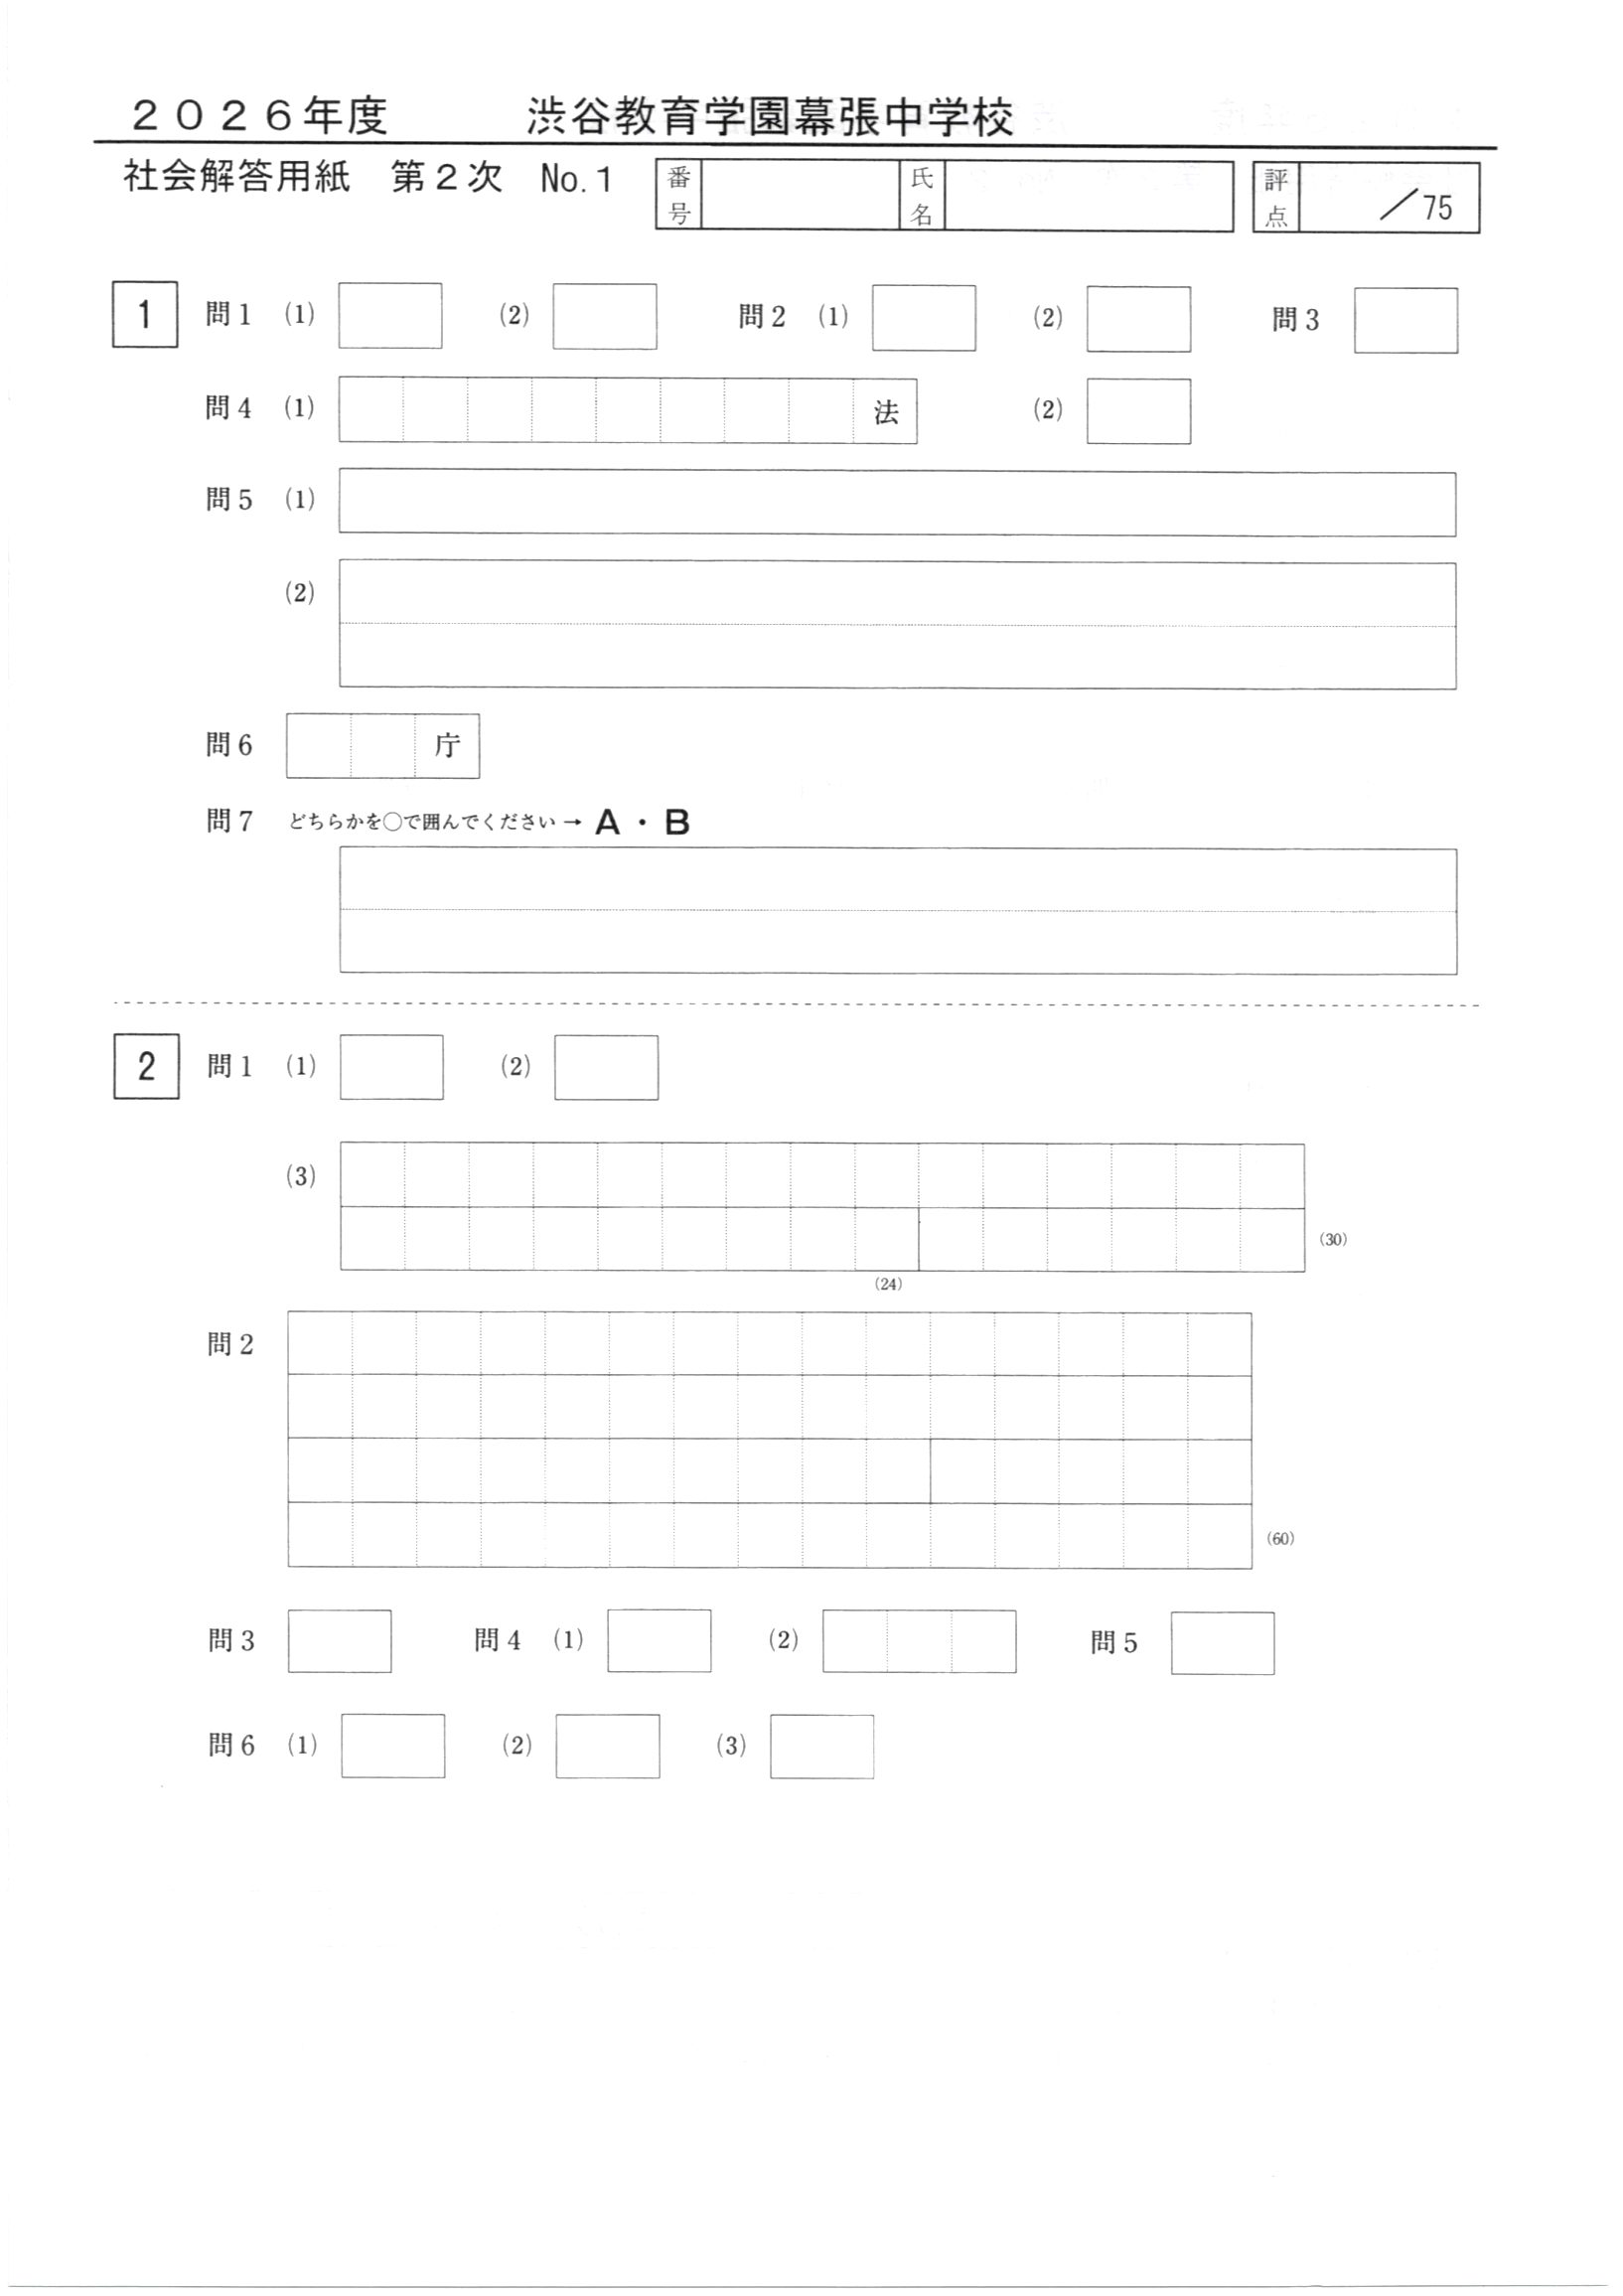 ２０２６年度 渋谷教育学園幕張中学校
社会解答用紙 第２次 No.1 番号 氏名 評点 ／75
1 問1 (1) (2) 問2 (1) (2) 問3
問4 (1) 法 (2)
問5 (1)
(2)
問6 庁
問7 どちらかを○で囲んでください→ A・B
2 問1 (1) (2)
(3)
(30)
(24)
問2
(60)
問3 問4 (1) (2) 問5
問6 (1) (2) (3)